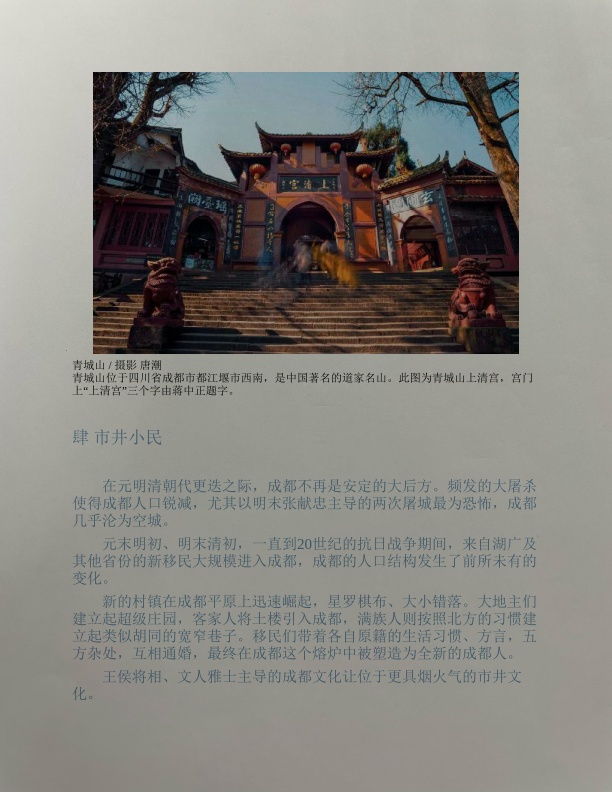 上清宫
青城山 / 摄影 唐潮
青城山位于四川省成都市都江堰市西南，是中国著名的道家名山。此图为青城山上清宫，宫门
上“上清宫”三个字由蒋中正题字。
肆 市井小民
在元明清朝代更迭之际，成都不再是安定的大后方。频发的大屠杀
使得成都人口锐减，尤其以明末张献忠主导的两次屠城最为恐怖，成都
几乎沦为空城。
元末明初、明末清初，一直到20世纪的抗日战争期间，来自湖广及
其他省份的新移民大规模进入成都，成都的人口结构发生了前所未有的
变化。
新的村镇在成都平原上迅速崛起，星罗棋布、大小错落。大地主们
建立起超级庄园，客家人将土楼引入成都，满族人则按照北方的习惯建
立起类似胡同的宽窄巷子。移民们带着各自原籍的生活习惯、方言，五
方杂处，互相通婚，最终在成都这个熔炉中被塑造为全新的成都人。
王侯将相、文人雅士主导的成都文化让位于更具烟火气的市井文
化。